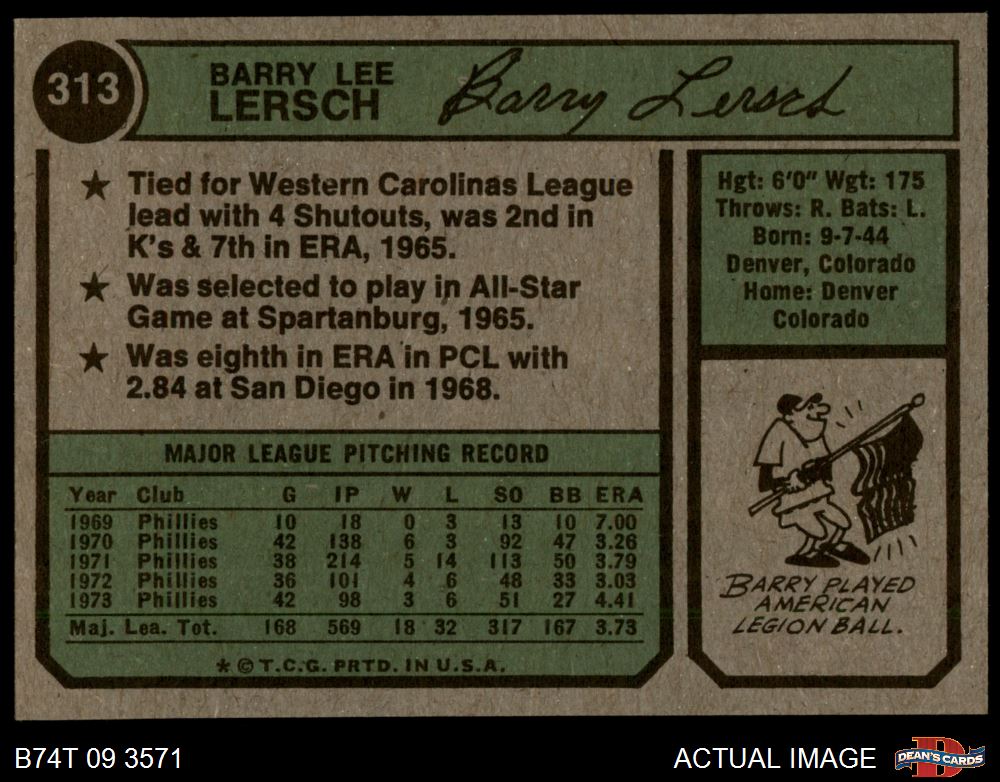 313
BARRY LEE
LERSCH
Barry Lersch
★ Tied for Western Carolinas League
lead with 4 Shutouts, was 2nd in
K's & 7th in ERA, 1965.
★ Was selected to play in All-Star
Game at Spartanburg, 1965.
★ Was eighth in ERA in PCL with
2.84 at San Diego in 1968.
Hgt: 6'0" Wgt: 175
Throws: R. Bats: L.
Born: 9-7-44
Denver, Colorado
Home: Denver
Colorado
MAJOR LEAGUE PITCHING RECORD
Year Club G IP W L SO BB ERA
1969 Phillies 10 18 0 3 13 10 7.00
1970 Phillies 42 138 6 3 92 47 3.26
1971 Phillies 38 214 5 14 113 50 3.79
1972 Phillies 36 101 4 6 48 33 3.03
1973 Phillies 42 98 3 6 51 27 4.41
Maj. Lea. Tot. 168 569 18 32 317 167 3.73
* © T.C.G. PRTD. IN U.S.A.
BARRY PLAYED
AMERICAN
LEGION BALL.
B74T 09 3571
ACTUAL IMAGE
D
DEAN'S CARDS